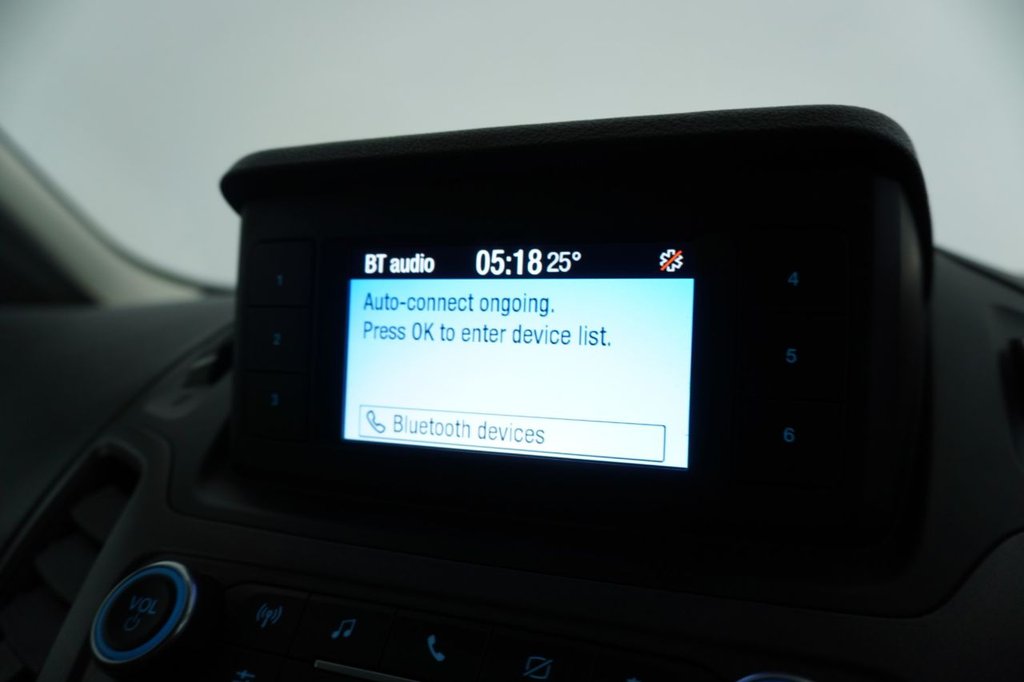 BT audio 05:18 25°
Auto-connect ongoing.
Press OK to enter device list.
Bluetooth devices
1
2
3
4
5
6
VOL